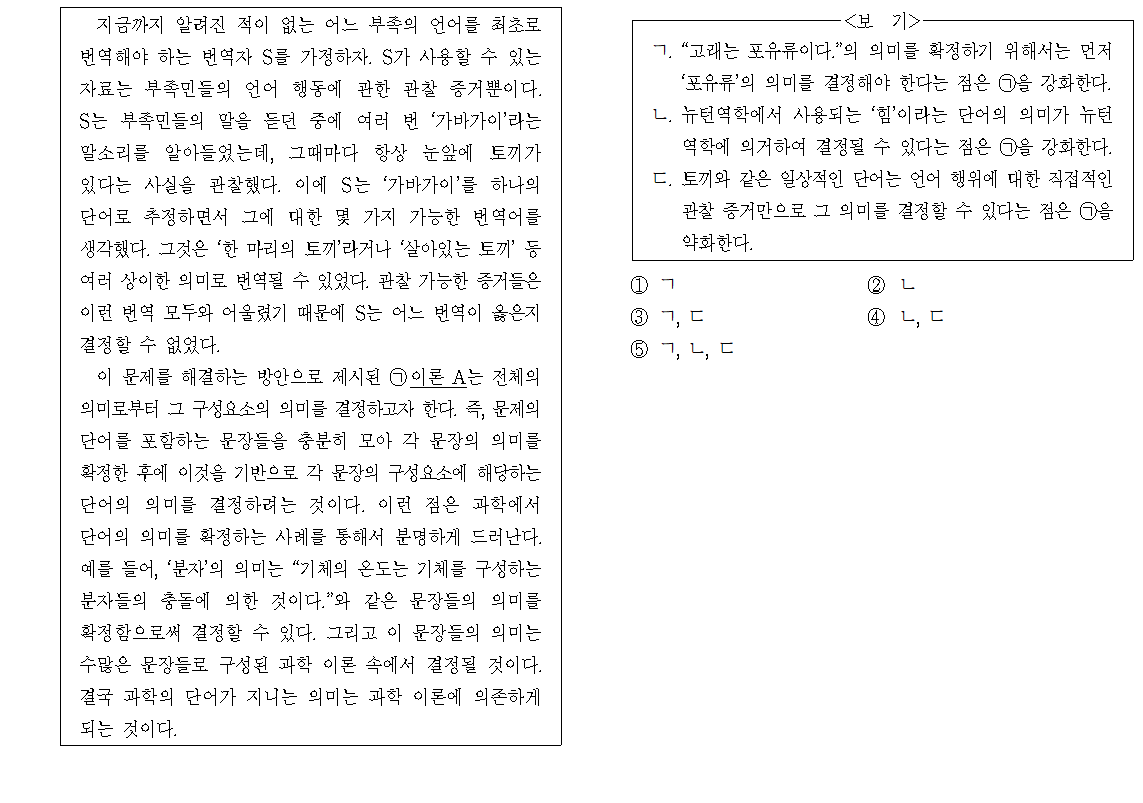 지금까지 알려진 적이 없는 어느 부족의 언어를 최초로
번역해야 하는 번역자 S를 가정하자. S가 사용할 수 있는
자료는 부족민들의 언어 행동에 관한 관찰 증거뿐이다.
S는 부족민들의 말을 듣던 중에 여러 번 ‘가바가이’라는
말소리를 알아들었는데, 그때마다 항상 눈앞에 토끼가
있다는 사실을 관찰했다. 이에 S는 ‘가바가이’를 하나의
단어로 추정하면서 그에 대한 몇 가지 가능한 번역어를
생각했다. 그것은 ‘한 마리의 토끼’라거나 ‘살아있는 토끼’ 등
여러 상이한 의미로 번역될 수 있었다. 관찰 가능한 증거들은
이런 번역 모두와 어울렸기 때문에 S는 어느 번역이 옳은지
결정할 수 없었다.
이 문제를 해결하는 방안으로 제시된 ㉠이론 A는 전체의
의미로부터 그 구성요소의 의미를 결정하고자 한다. 즉, 문제의
단어를 포함하는 문장들을 충분히 모아 각 문장의 의미를
확정한 후에 이것을 기반으로 각 문장의 구성요소에 해당하는
단어의 의미를 결정하려는 것이다. 이런 점은 과학에서
단어의 의미를 확정하는 사례를 통해서 분명하게 드러난다.
예를 들어, ‘분자’의 의미는 “기체의 온도는 기체를 구성하는
분자들의 충돌에 의한 것이다.”와 같은 문장들의 의미를
확정함으로써 결정할 수 있다. 그리고 이 문장들의 의미는
수많은 문장들로 구성된 과학 이론 속에서 결정될 것이다.
결국 과학의 단어가 지니는 의미는 과학 이론에 의존하게
되는 것이다.
<보 기>
ㄱ. “고래는 포유류이다.”의 의미를 확정하기 위해서는 먼저
‘포유류’의 의미를 결정해야 한다는 점은 ㉠을 강화한다.
ㄴ. 뉴턴역학에서 사용되는 ‘힘’이라는 단어의 의미가 뉴턴
역학에 의거하여 결정될 수 있다는 점은 ㉠을 강화한다.
ㄷ. 토끼와 같은 일상적인 단어는 언어 행위에 대한 직접적인
관찰 증거만으로 그 의미를 결정할 수 있다는 점은 ㉠을
약화한다.
① ㄱ ② ㄴ
③ ㄱ, ㄷ ④ ㄴ, ㄷ
⑤ ㄱ, ㄴ, ㄷ